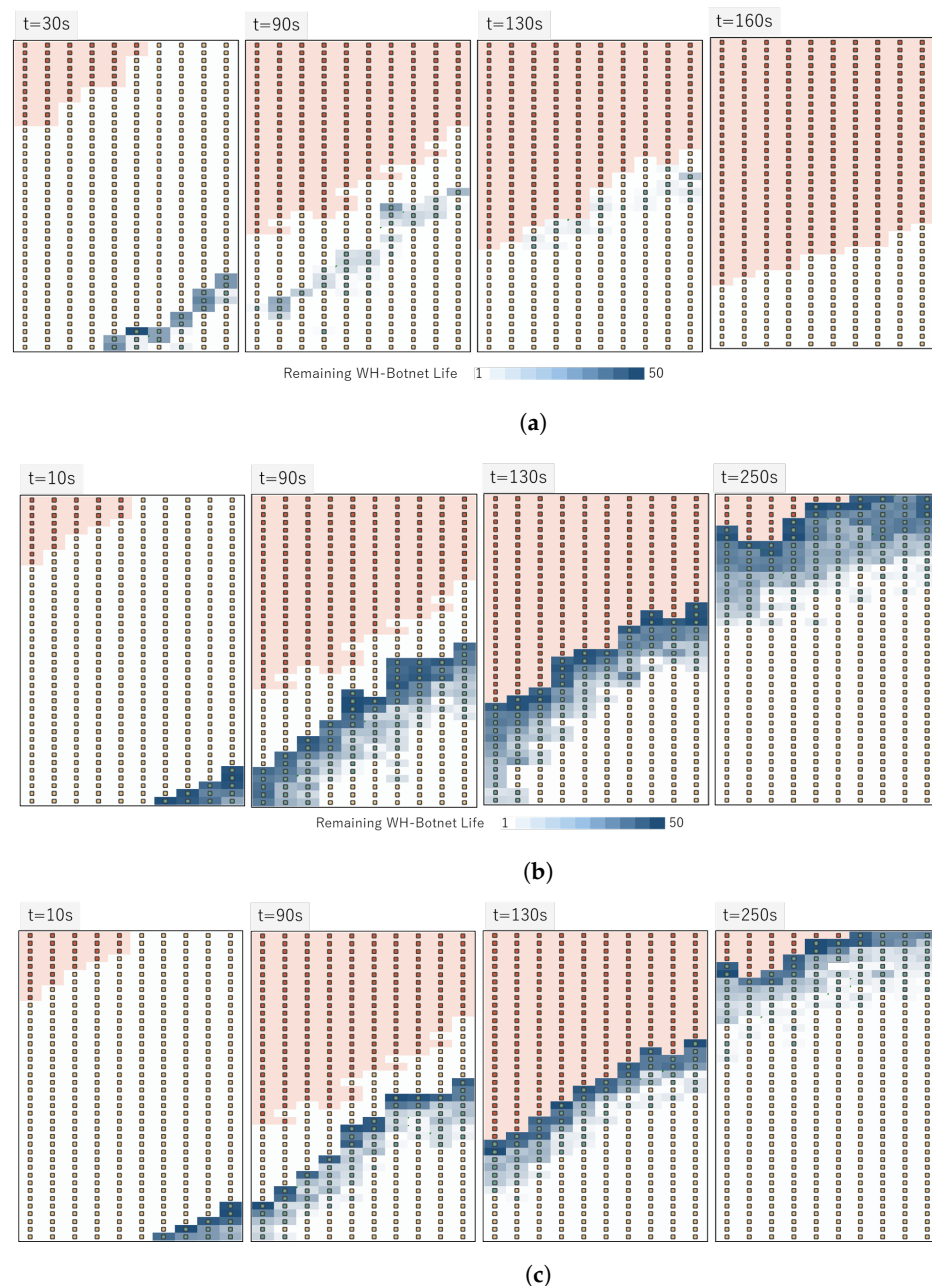 t=30s t=90s t=130s t=160s
Remaining WH-Botnet Life 1 50
(a)
t=10s t=90s t=130s t=250s
Remaining WH-Botnet Life 1 50
(b)
t=10s t=90s t=130s t=250s
(c)